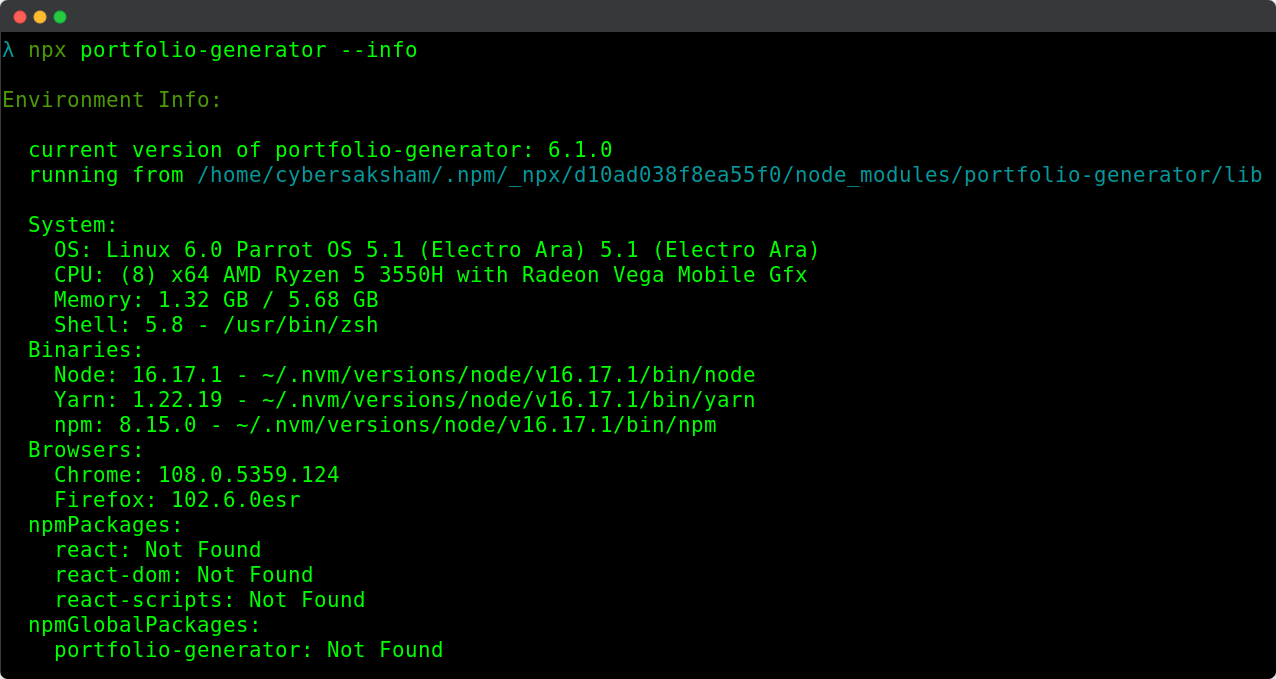 λ npx portfolio-generator --info
Environment Info:
current version of portfolio-generator: 6.1.0
running from /home/cybersaksham/.npm/_npx/d10ad038f8ea55f0/node_modules/portfolio-generator/lib
System:
OS: Linux 6.0 Parrot OS 5.1 (Electro Ara) 5.1 (Electro Ara)
CPU: (8) x64 AMD Ryzen 5 3550H with Radeon Vega Mobile Gfx
Memory: 1.32 GB / 5.68 GB
Shell: 5.8 - /usr/bin/zsh
Binaries:
Node: 16.17.1 - ~/.nvm/versions/node/v16.17.1/bin/node
Yarn: 1.22.19 - ~/.nvm/versions/node/v16.17.1/bin/yarn
npm: 8.15.0 - ~/.nvm/versions/node/v16.17.1/bin/npm
Browsers:
Chrome: 108.0.5359.124
Firefox: 102.6.0esr
npmPackages:
react: Not Found
react-dom: Not Found
react-scripts: Not Found
npmGlobalPackages:
portfolio-generator: Not Found